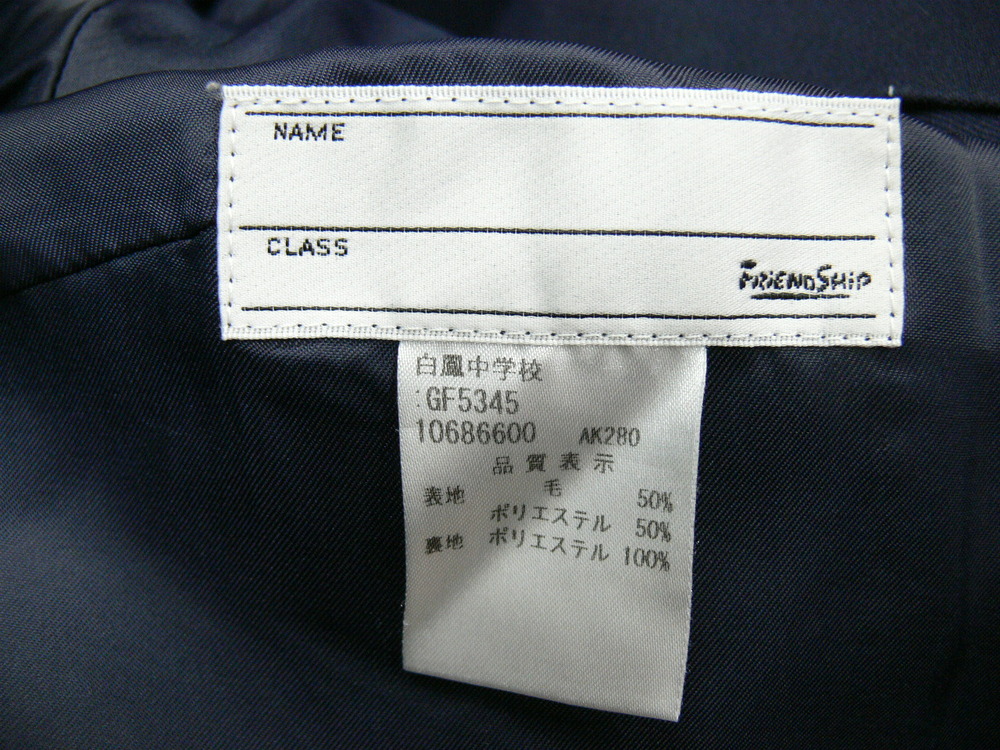 NAME
CLASS
FRIENDSHIP
白鳳中学校
:GF5345
10686600 AK280
品質表示
表地 毛 50%
ポリエステル 50%
裏地 ポリエステル 100%